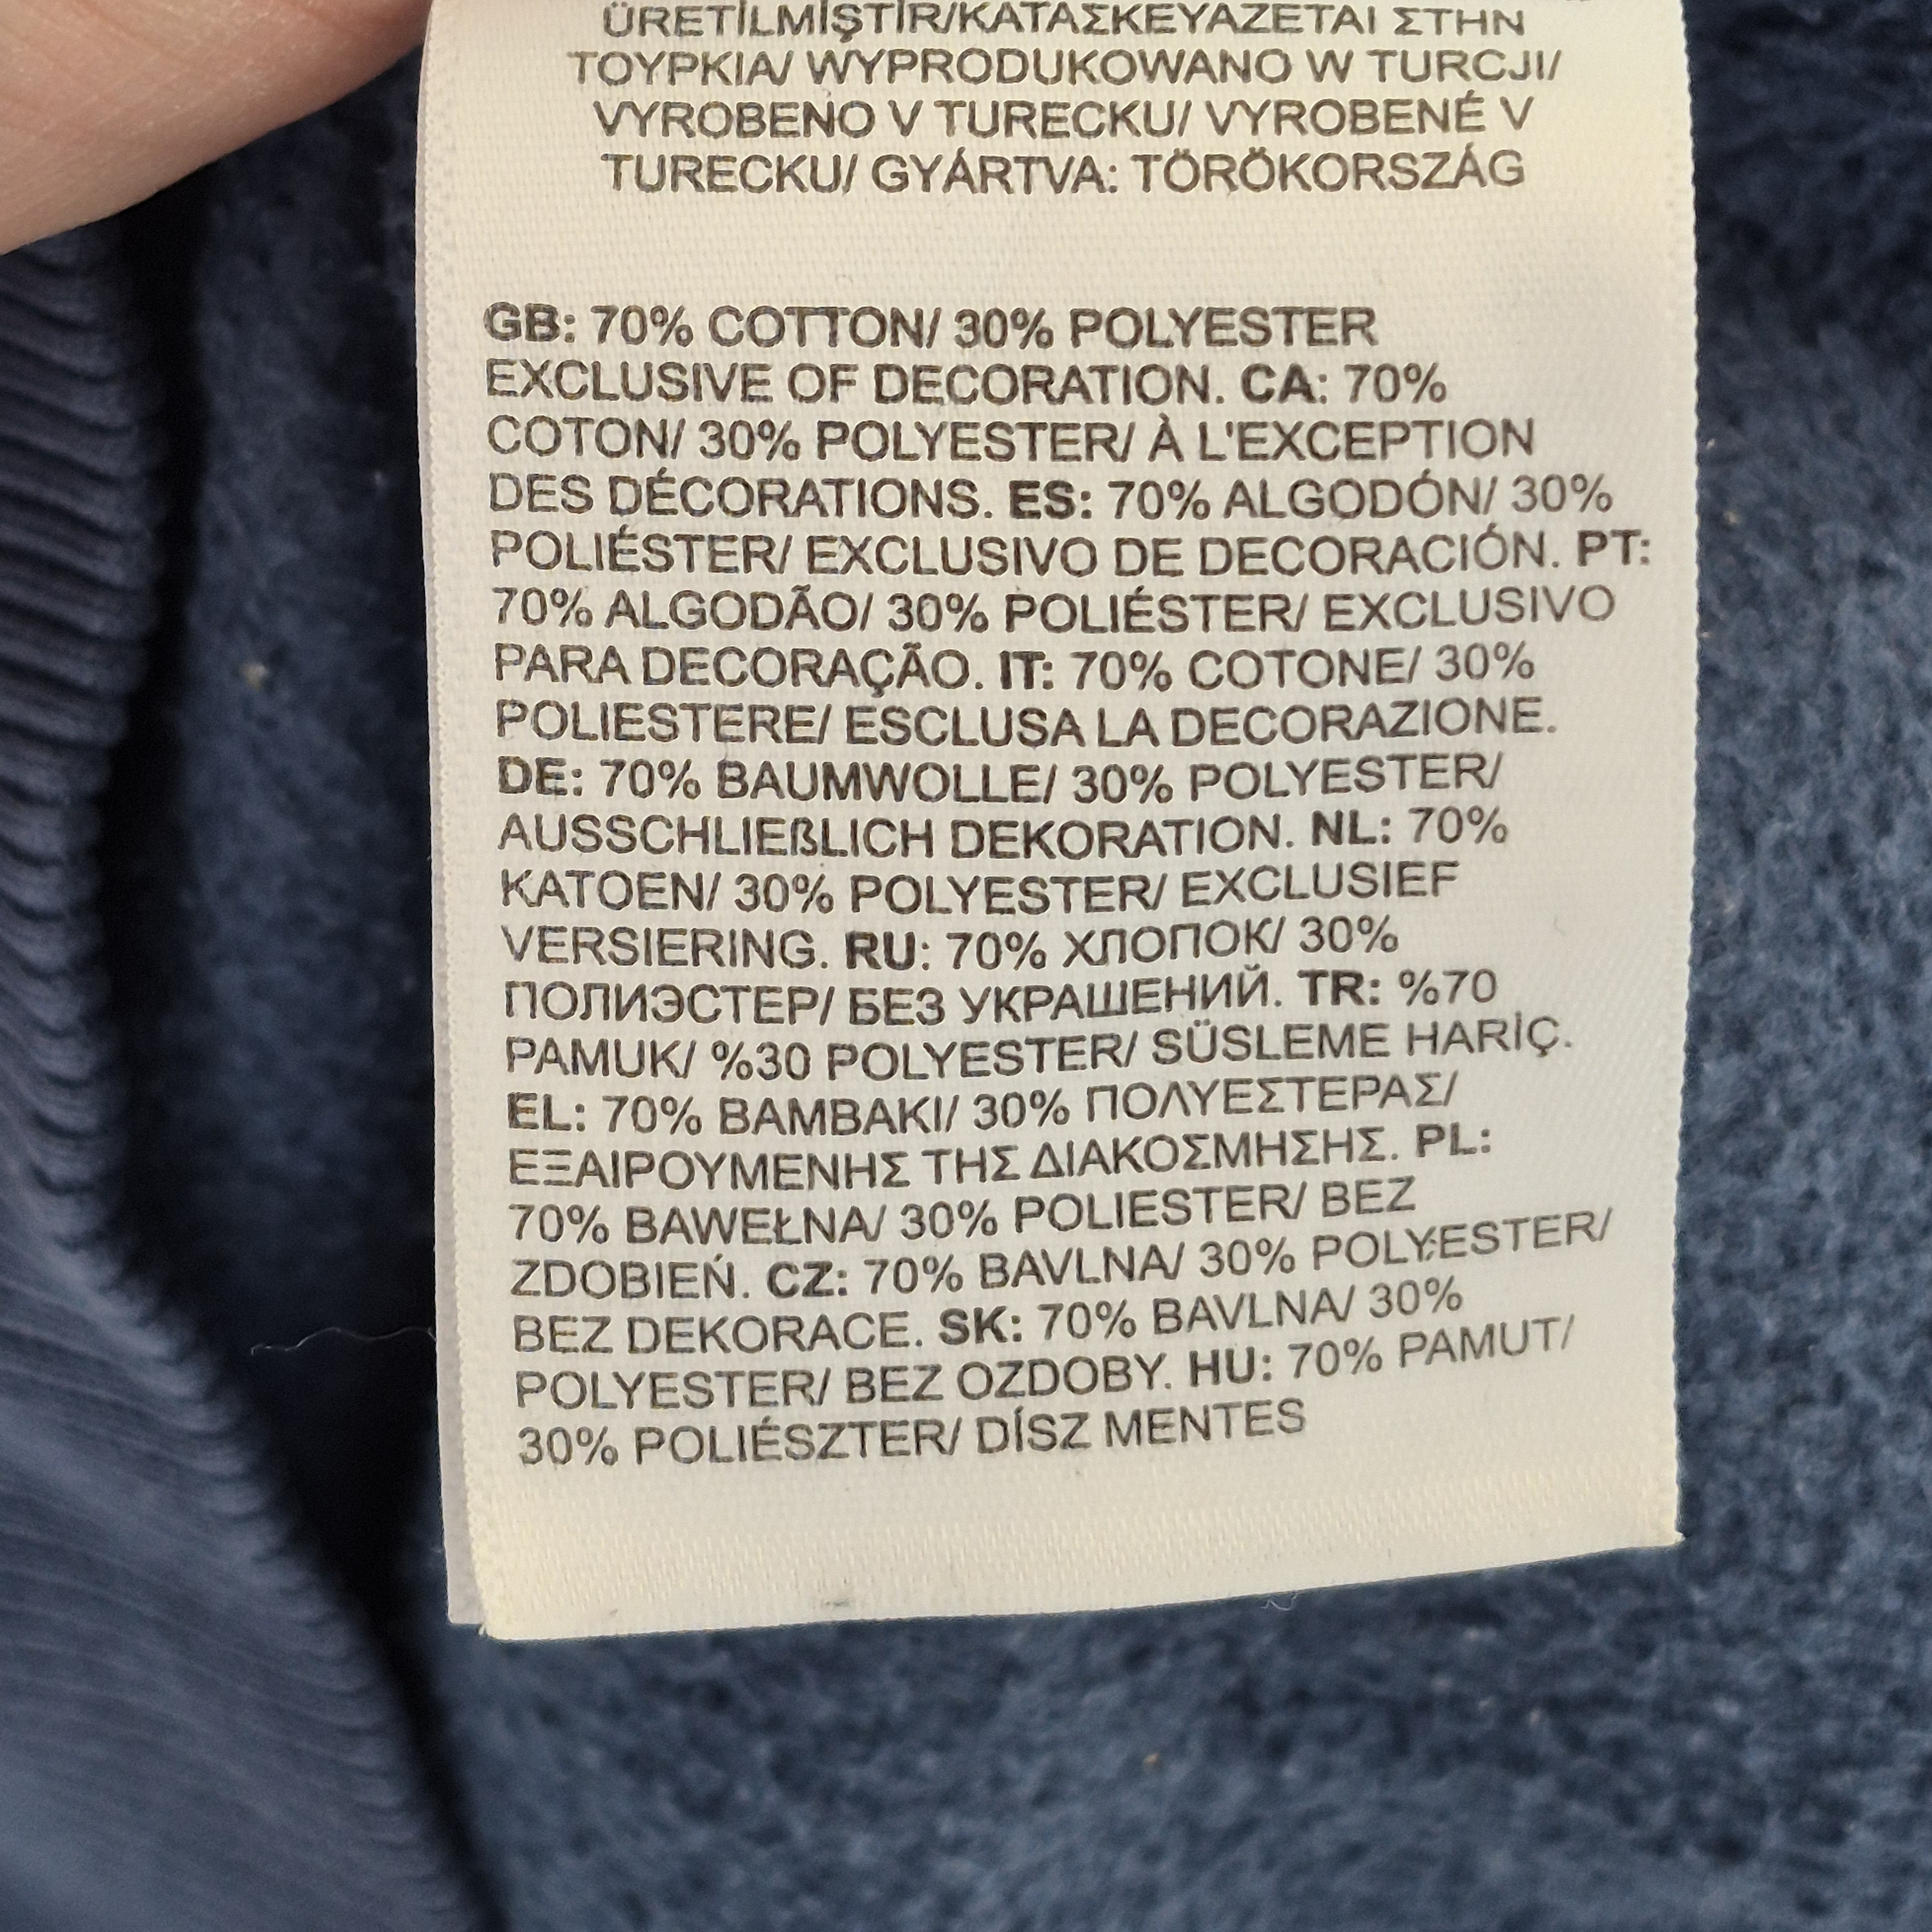 ÜRETİLMİŞTİR/ΚΑΤΑΣΚΕΥΑΖΕΤΑΙ ΣΤΗΝ
ΤΟΥΡΚΙΑ/ WYPRODUKOWANO W TURCJI/
VYROBENO V TURECKU/ VYROBENÉ V
TURECKU/ GYÁRTVA: TÖRÖKORSZÁG
GB: 70% COTTON/ 30% POLYESTER
EXCLUSIVE OF DECORATION. CA: 70%
COTON/ 30% POLYESTER/ À L'EXCEPTION
DES DÉCORATIONS. ES: 70% ALGODÓN/ 30%
POLIÉSTER/ EXCLUSIVO DE DECORACIÓN. PT:
70% ALGODÃO/ 30% POLIÉSTER/ EXCLUSIVO
PARA DECORAÇÃO. IT: 70% COTONE/ 30%
POLIESTERE/ ESCLUSA LA DECORAZIONE.
DE: 70% BAUMWOLLE/ 30% POLYESTER/
AUSSCHLIEßLICH DEKORATION. NL: 70%
KATOEN/ 30% POLYESTER/ EXCLUSIEF
VERSIERING. RU: 70% ХЛОПОК/ 30%
ПОЛИЭСТЕР/ БЕЗ УКРАШЕНИЙ. TR: %70
PAMUK/ %30 POLYESTER/ SÜSLEME HARİÇ.
EL: 70% ΒΑΜΒΑΚΙ/ 30% ΠΟΛΥΕΣΤΕΡΑΣ/
ΕΞΑΙΡΟΥΜΕΝΗΣ ΤΗΣ ΔΙΑΚΟΣΜΗΣΗΣ. PL:
70% BAWEŁNA/ 30% POLIESTER/ BEZ
ZDOBIEŃ. CZ: 70% BAVLNA/ 30% POLYESTER/
BEZ DEKORACE. SK: 70% BAVLNA/ 30%
POLYESTER/ BEZ OZDOBY. HU: 70% PAMUT/
30% POLIÉSZTER/ DÍSZ MENTES